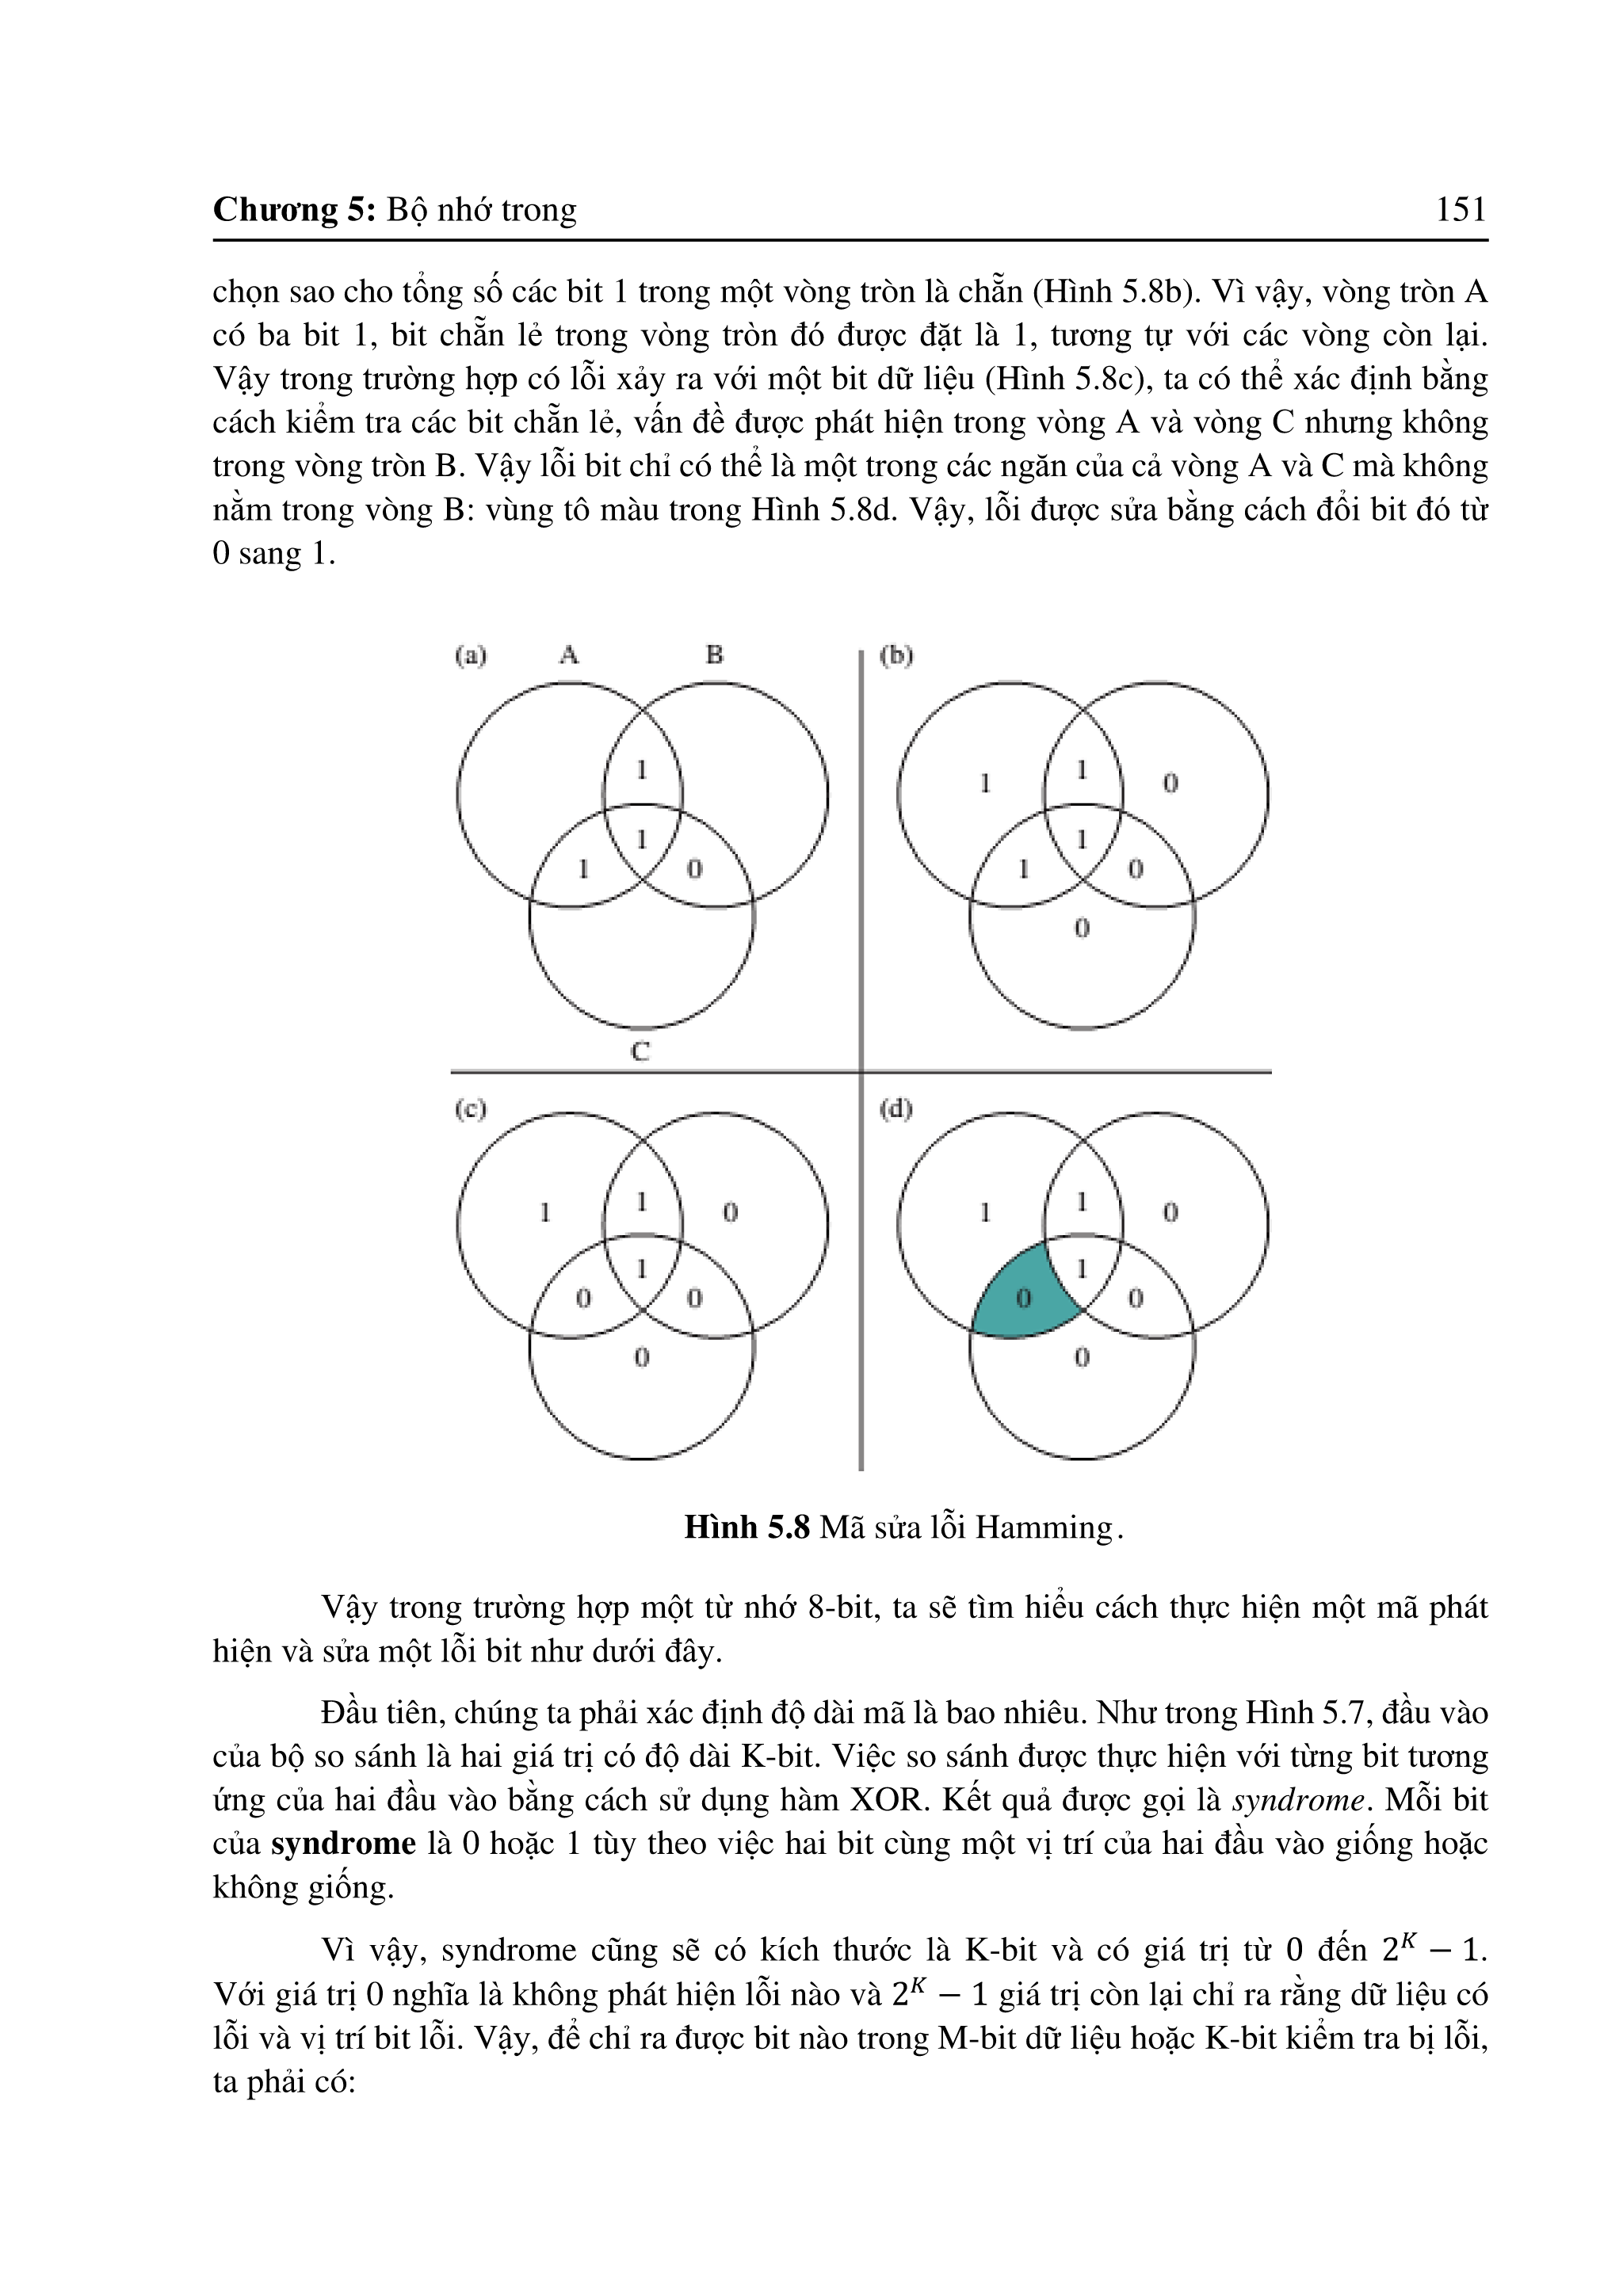 Chương 5: Bộ nhớ trong 151
chọn sao cho tổng số các bit 1 trong một vòng tròn là chẵn (Hình 5.8b). Vì vậy, vòng tròn A
có ba bit 1, bit chẵn lẻ trong vòng tròn đó được đặt là 1, tương tự với các vòng còn lại.
Vậy trong trường hợp có lỗi xảy ra với một bit dữ liệu (Hình 5.8c), ta có thể xác định bằng
cách kiểm tra các bit chẵn lẻ, vấn đề được phát hiện trong vòng A và vòng C nhưng không
trong vòng tròn B. Vậy lỗi bit chỉ có thể là một trong các ngăn của cả vòng A và C mà không
nằm trong vòng B: vùng tô màu trong Hình 5.8d. Vậy, lỗi được sửa bằng cách đổi bit đó từ
0 sang 1.
(a) A B
1
1
1 0
C
(b)
1 1 0
1
1 0
0
(c)
1 1 0
1
0 0
0
(d)
1 1 0
1
0 0
0
Hình 5.8 Mã sửa lỗi Hamming.
Vậy trong trường hợp một từ nhớ 8-bit, ta sẽ tìm hiểu cách thực hiện một mã phát
hiện và sửa một lỗi bit như dưới đây.
Đầu tiên, chúng ta phải xác định độ dài mã là bao nhiêu. Như trong Hình 5.7, đầu vào
của bộ so sánh là hai giá trị có độ dài K-bit. Việc so sánh được thực hiện với từng bit tương
ứng của hai đầu vào bằng cách sử dụng hàm XOR. Kết quả được gọi là syndrome. Mỗi bit
của syndrome là 0 hoặc 1 tùy theo việc hai bit cùng một vị trí của hai đầu vào giống hoặc
không giống.
Vì vậy, syndrome cũng sẽ có kích thước là K-bit và có giá trị từ 0 đến 2^K − 1.
Với giá trị 0 nghĩa là không phát hiện lỗi nào và 2^K − 1 giá trị còn lại chỉ ra rằng dữ liệu có
lỗi và vị trí bit lỗi. Vậy, để chỉ ra được bit nào trong M-bit dữ liệu hoặc K-bit kiểm tra bị lỗi,
ta phải có: